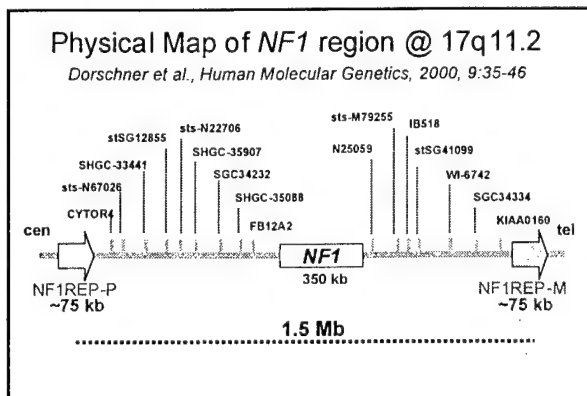 Physical Map of NF1 region @ 17q11.2
Dorschner et al., Human Molecular Genetics, 2000, 9:35-46
sts-M79255
sts-N22706
IB518
stSG12855
N25059
stSG41099
SHGC-35907
SHGC-33441
SGC34232
WI-6742
sts-N67026
SHGC-35088
SGC34334
CYTOR4
FB12A2
KIAA0160
cen
tel
NF1
NF1REP-P
350 kb
NF1REP-M
~75 kb
~75 kb
1.5 Mb